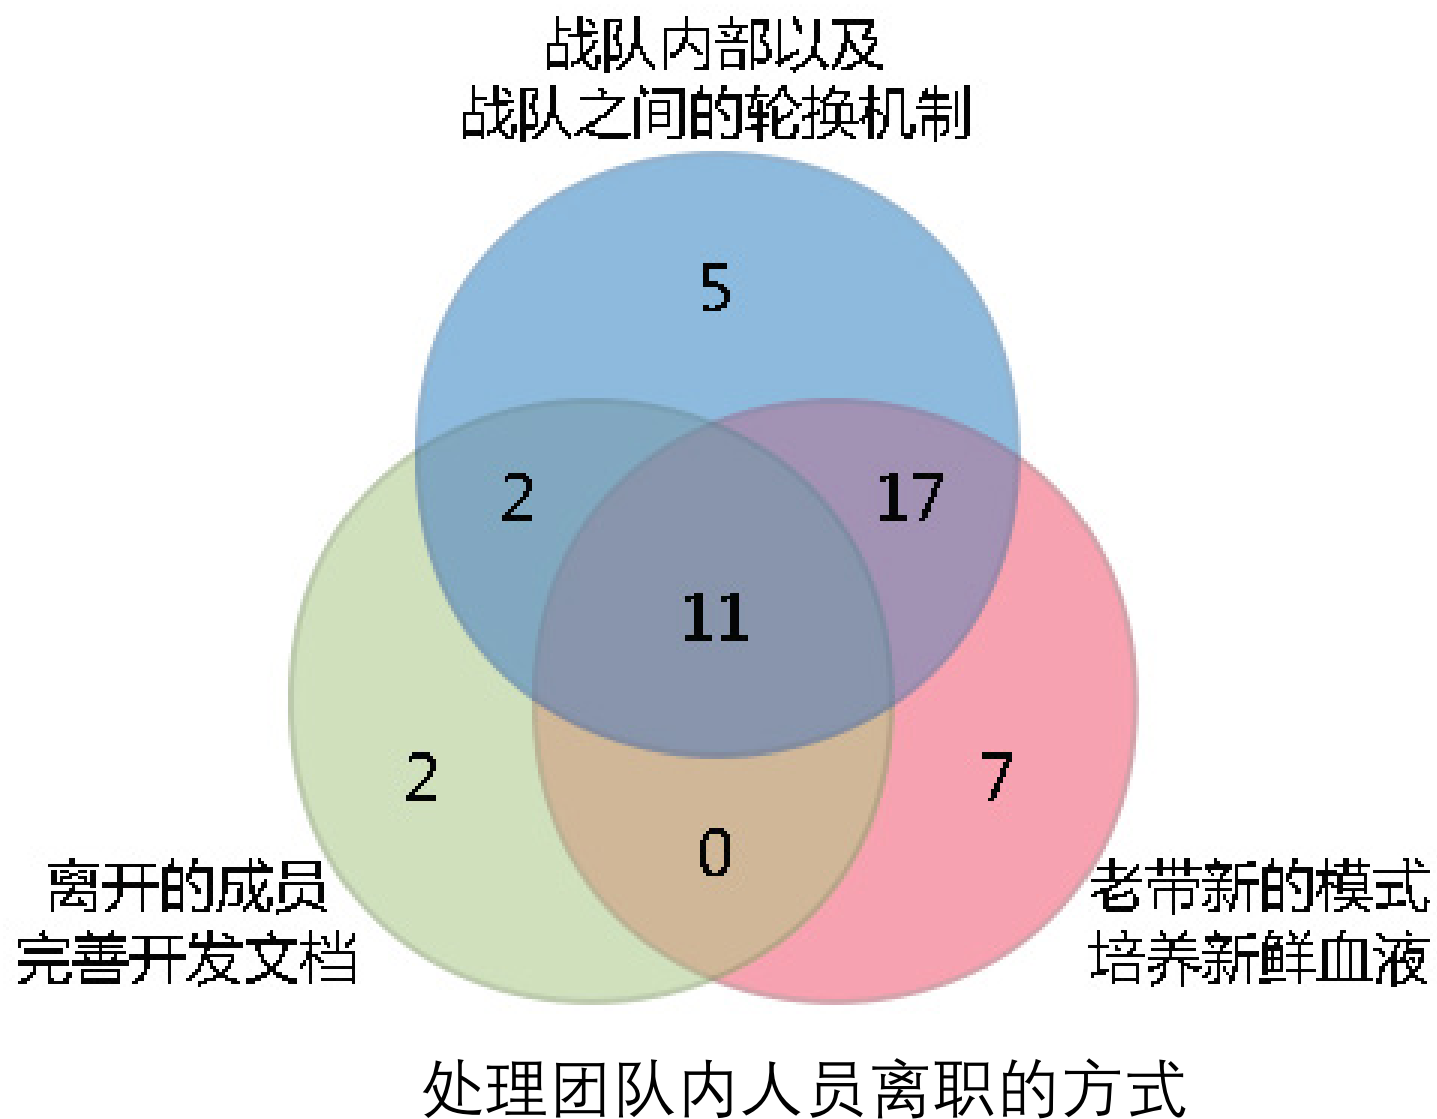 战队内部以及
战队之间的轮换机制
5
2
17
11
2
7
0
离开的成员
完善开发文档
老带新的模式
培养新鲜血液
处理团队内人员离职的方式